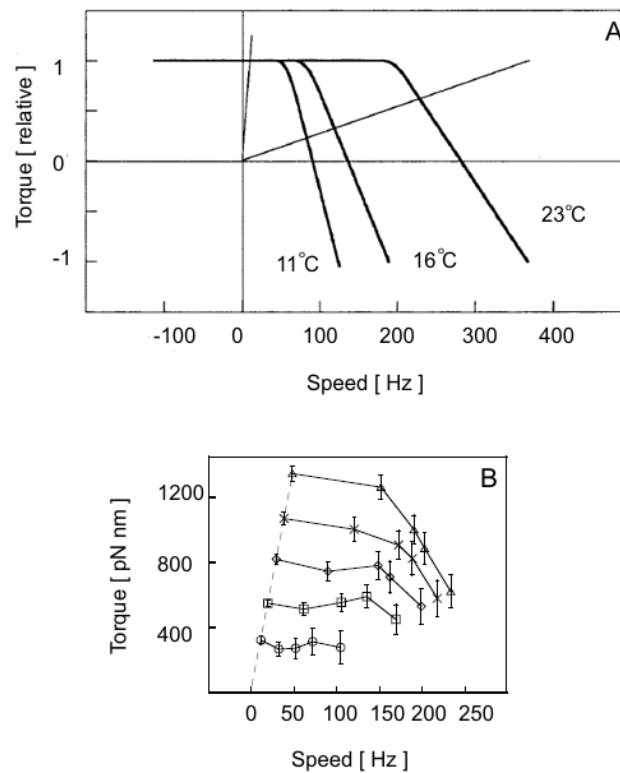 A
Torque [ relative ]
1
0
-1
11°C
16°C
23°C
-100 0 100 200 300 400
Speed [ Hz ]
B
Torque [ pN nm ]
1200
800
400
0 50 100 150 200 250
Speed [ Hz ]